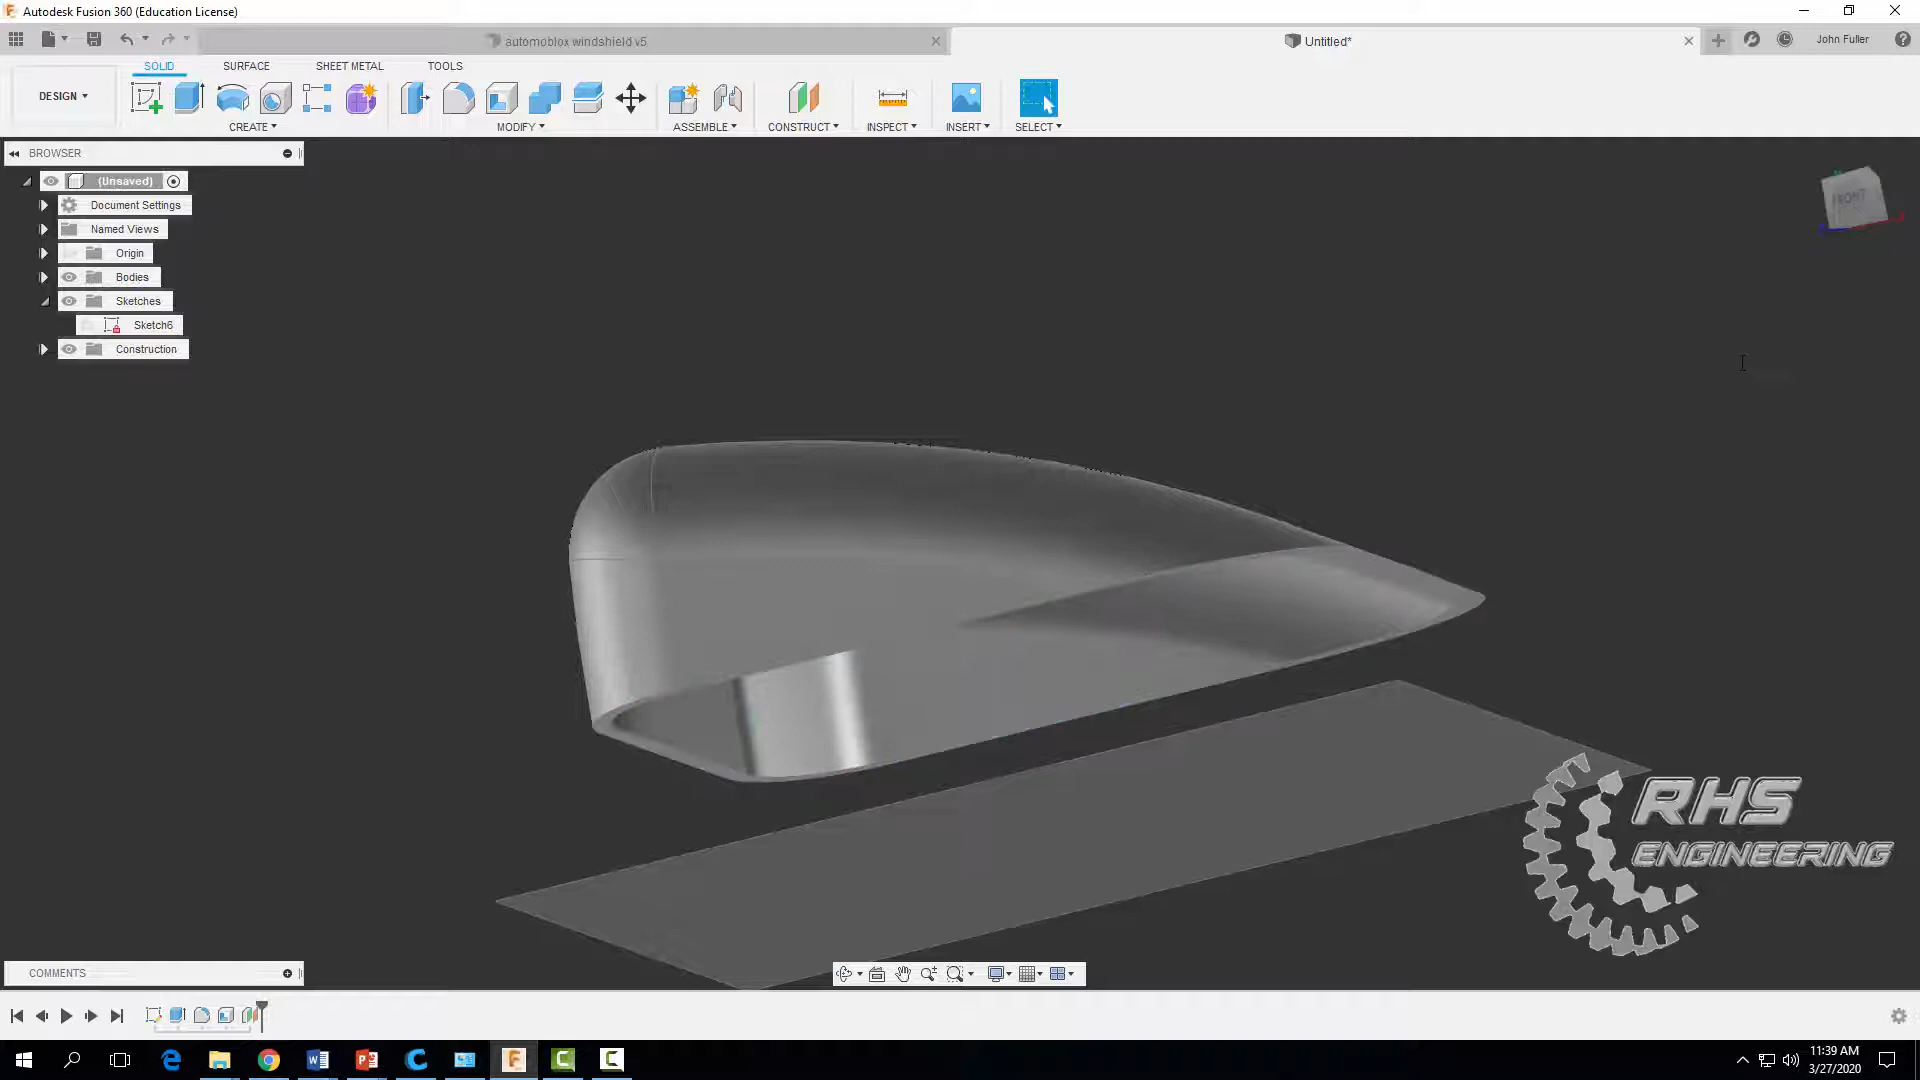 Autodesk Fusion 360 (Education License)
automoblox windshield v5
Untitled*
John Fuller
SOLID
SURFACE
SHEET METAL
TOOLS
DESIGN
CREATE
MODIFY
ASSEMBLE
CONSTRUCT
INSPECT
INSERT
SELECT
BROWSER
(Unsaved)
Document Settings
Named Views
Origin
Bodies
Sketches
Sketch6
Construction
FRONT
RHS
ENGINEERING
COMMENTS
11:39 AM
3/27/2020